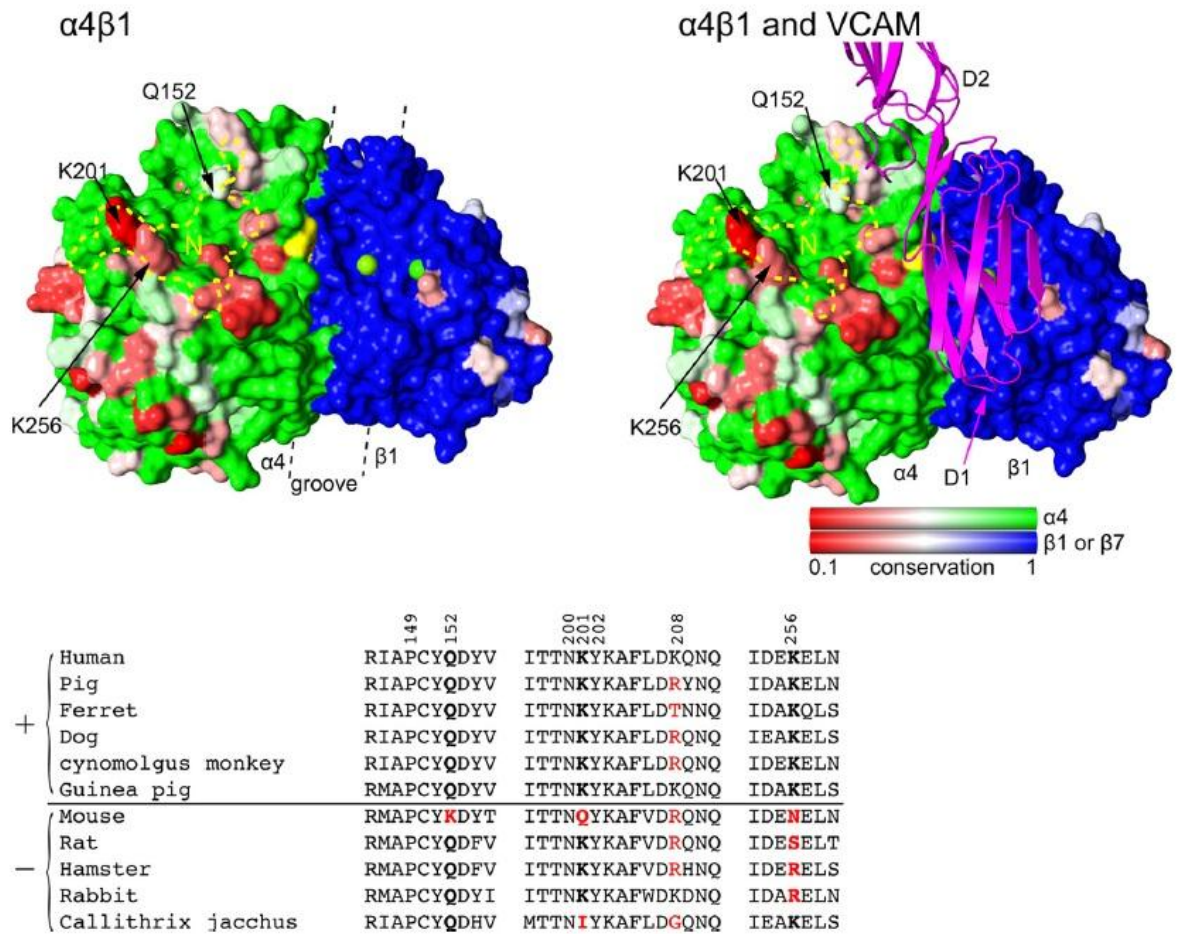 α4β1
α4β1 and VCAM
Q152
K201
N
K256
α4
groove
β1
D2
Q152
K201
N
K256
α4
D1
β1
α4
β1 or β7
0.1 conservation 1
149 152 200 201 202 208 256
+
Human RIAPCYQDYV ITTNKYKAFLDKQNQ IDEKELN
Pig RIAPCYQDYV ITTNKYKAFLDRYNQ IDAKELN
Ferret RIAPCYQDYV ITTNKYKAFLDTNNQ IDAKQLS
Dog RIAPCYQDYV ITTNKYKAFLDRQNQ IEAKELS
cynomolgus monkey RIAPCYQDYV ITTNKYKAFLDRQNQ IDEKELN
Guinea pig RMAPCYQDYV ITTNKYKAFLDKQNQ IDAKELS
−
Mouse RMAPCYKDYT ITTNQYKAFVDRQNQ IDENELN
Rat RMAPCYQDFV ITTNKYKAFVDRQNQ IDESELT
Hamster RMAPCYQDFV ITTNKYKAFVDRHNQ IDERELS
Rabbit RMAPCYQDYI ITTNKYKAFWDKDNQ IDARELS
Callithrix jacchus RIAPCYQDHV MTTNIYKAFLDGQNQ IEAKELS